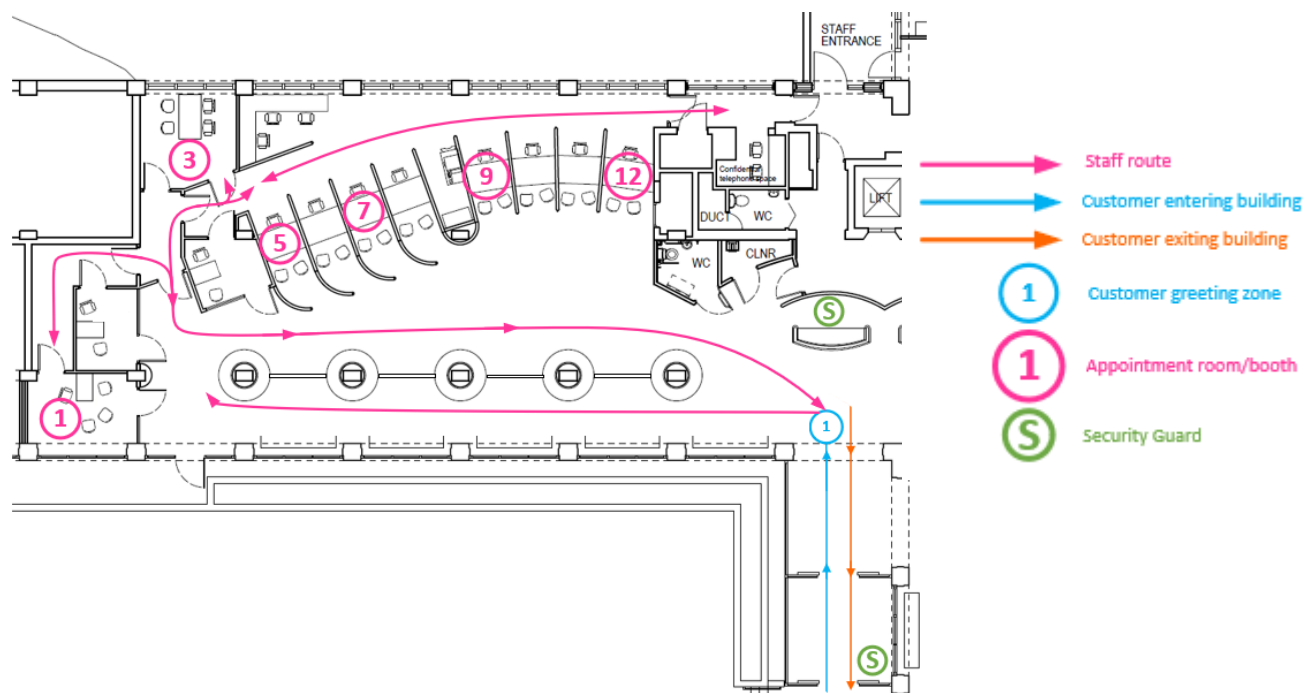 STAFF
ENTRANCE
3
9
12
Confidential
telephone space
7
5
DUCT
WC
LIFT
WC
CLNR
S
1
1
S
Staff route
Customer entering building
Customer exiting building
1
Customer greeting zone
1
Appointment room/booth
S
Security Guard